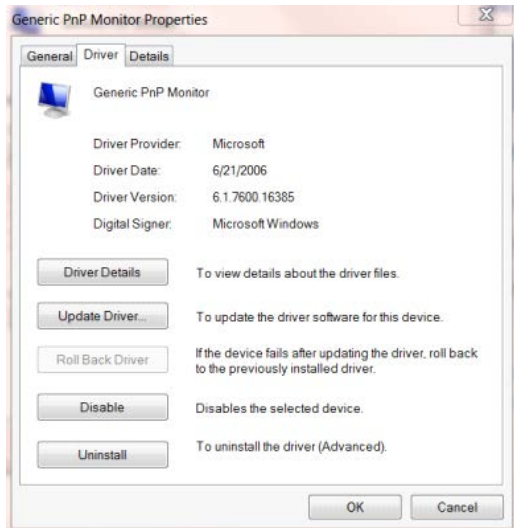 Generic PnP Monitor Properties
General Driver Details
Generic PnP Monitor
Driver Provider: Microsoft
Driver Date: 6/21/2006
Driver Version: 6.1.7600.16385
Digital Signer: Microsoft Windows
Driver Details To view details about the driver files.
Update Driver... To update the driver software for this device.
Roll Back Driver If the device fails after updating the driver, roll back
to the previously installed driver.
Disable Disables the selected device.
Uninstall To uninstall the driver (Advanced).
OK Cancel